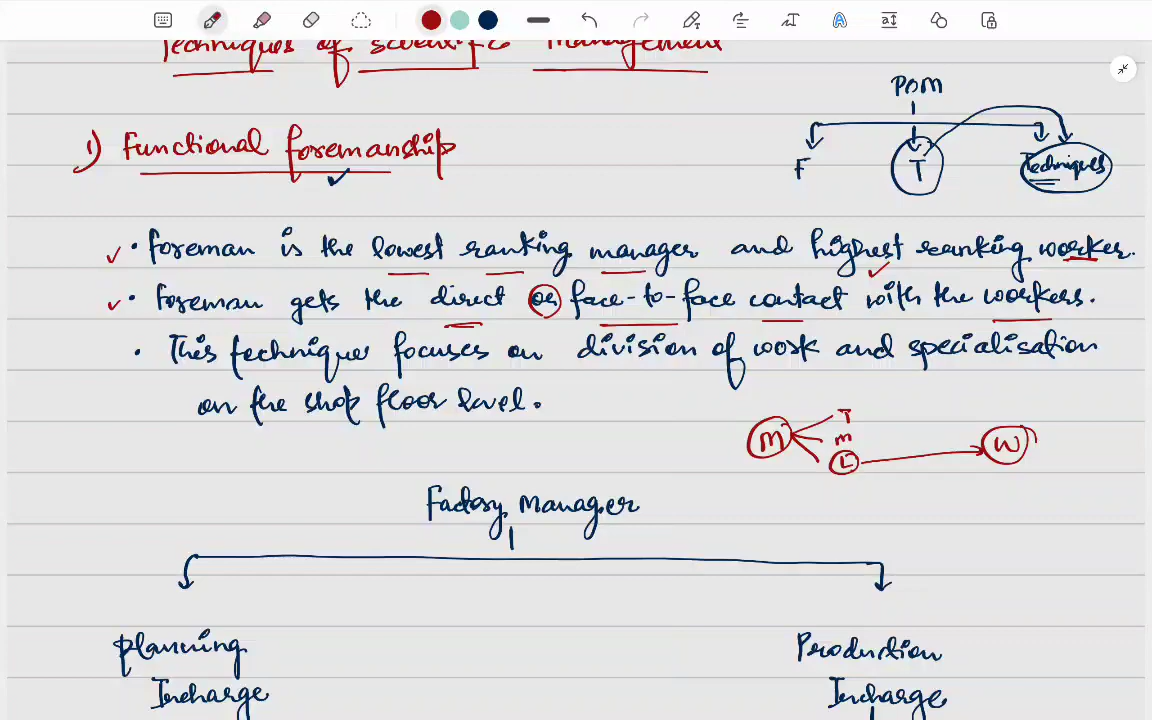 Techniques of scientific Management
POM
1) Functional foremanship
F T Techniques
• Foreman is the lowest ranking manager and highest ranking worker.
• Foreman gets the direct or face-to-face contact with the workers.
• This technique focuses on division of work and specialisation
on the shop floor level.
T
M m W
L
Factory Manager
Planning Production
Incharge Incharge